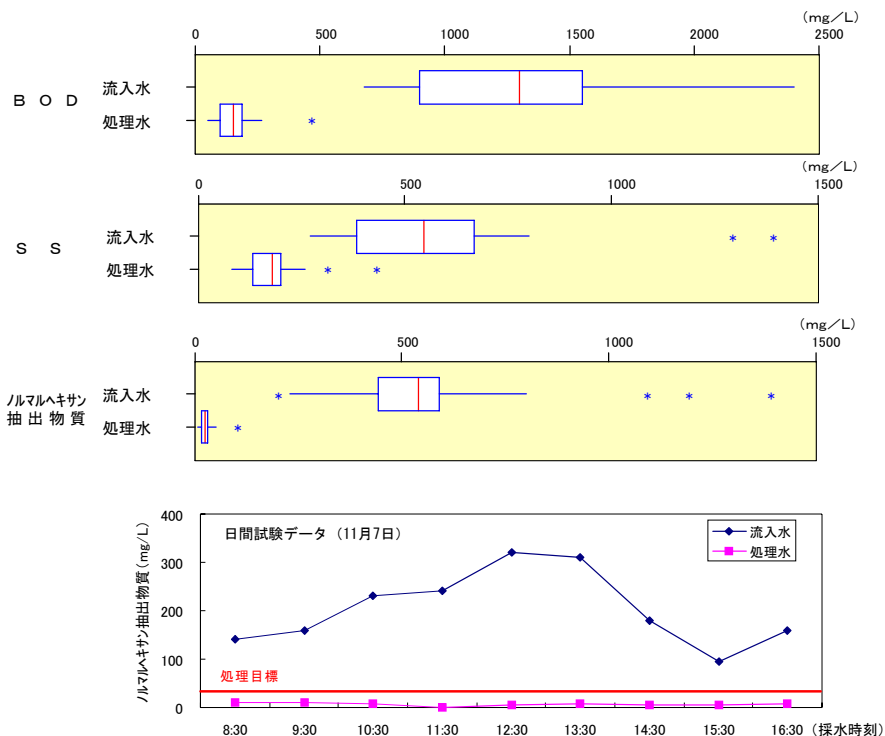 (mg/L)
0 500 1000 1500 2000 2500
流入水
BOD
処理水
0 500 1000 1500
流入水
SS
処理水
(mg/L)
0 500 1000 1500
ノルマルヘキサン
抽出物質
流入水
処理水
日間試験データ (11月7日)
流入水
処理水
ノルマルヘキサン抽出物質(mg/L)
400
300
200
100
0
処理目標
8:30 9:30 10:30 11:30 12:30 13:30 14:30 15:30 16:30 (採水時刻)